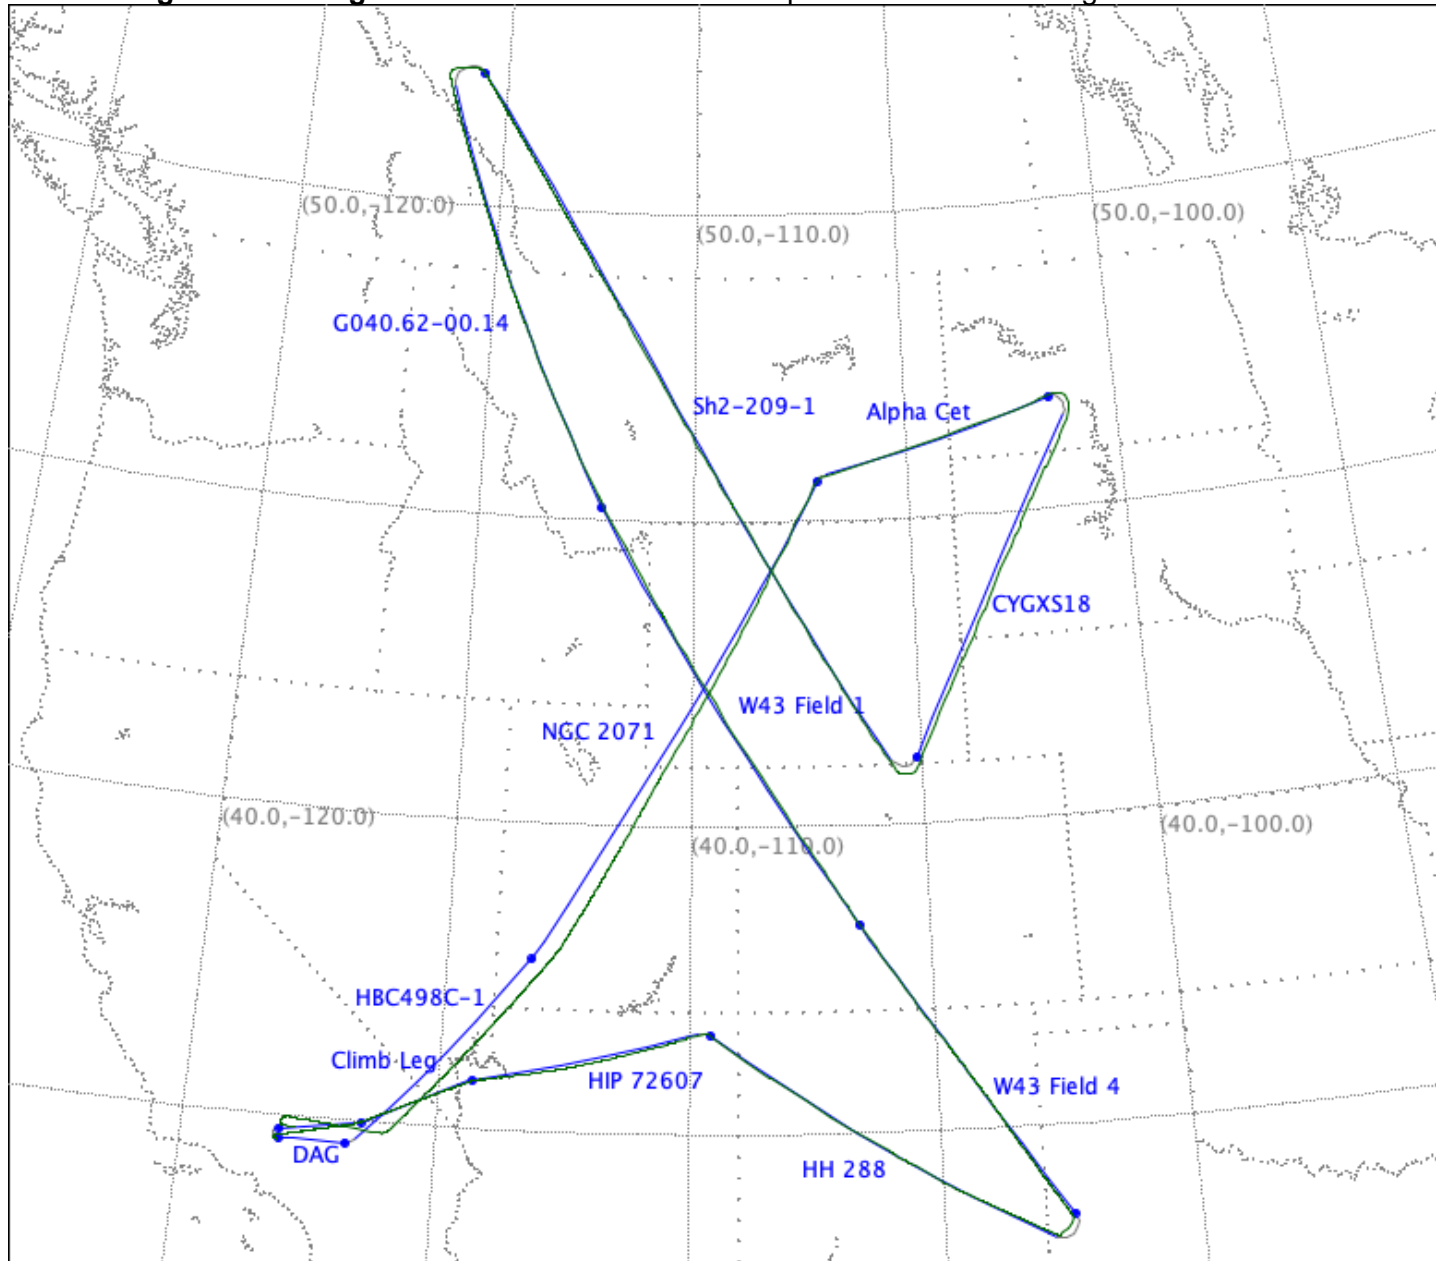 (50.0,-120.0)
(50.0,-110.0)
(50.0,-100.0)
G040.62-00.14
Sh2-209-1
Alpha Cet
CYGXS18
W43 Field 1
NGC 2071
(40.0,-120.0)
(40.0,-110.0)
(40.0,-100.0)
HBC498C-1
Climb Leg
HIP 72607
W43 Field 4
DAG
HH 288